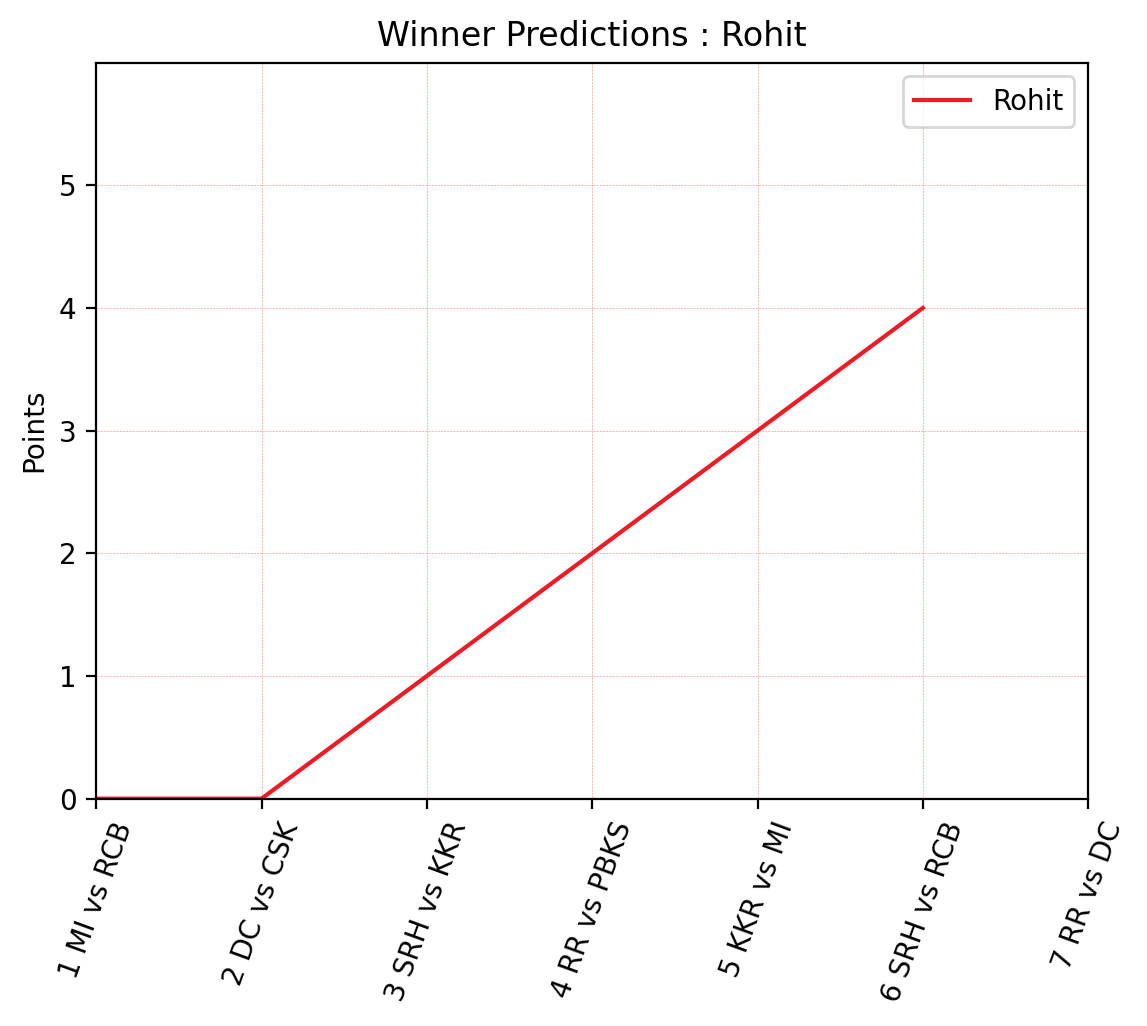 Winner Predictions : Rohit
Rohit
Points
5
4
3
2
1
0
1 MI vs RCB
2 DC vs CSK
3 SRH vs KKR
4 RR vs PBKS
5 KKR vs MI
6 SRH vs RCB
7 RR vs DC